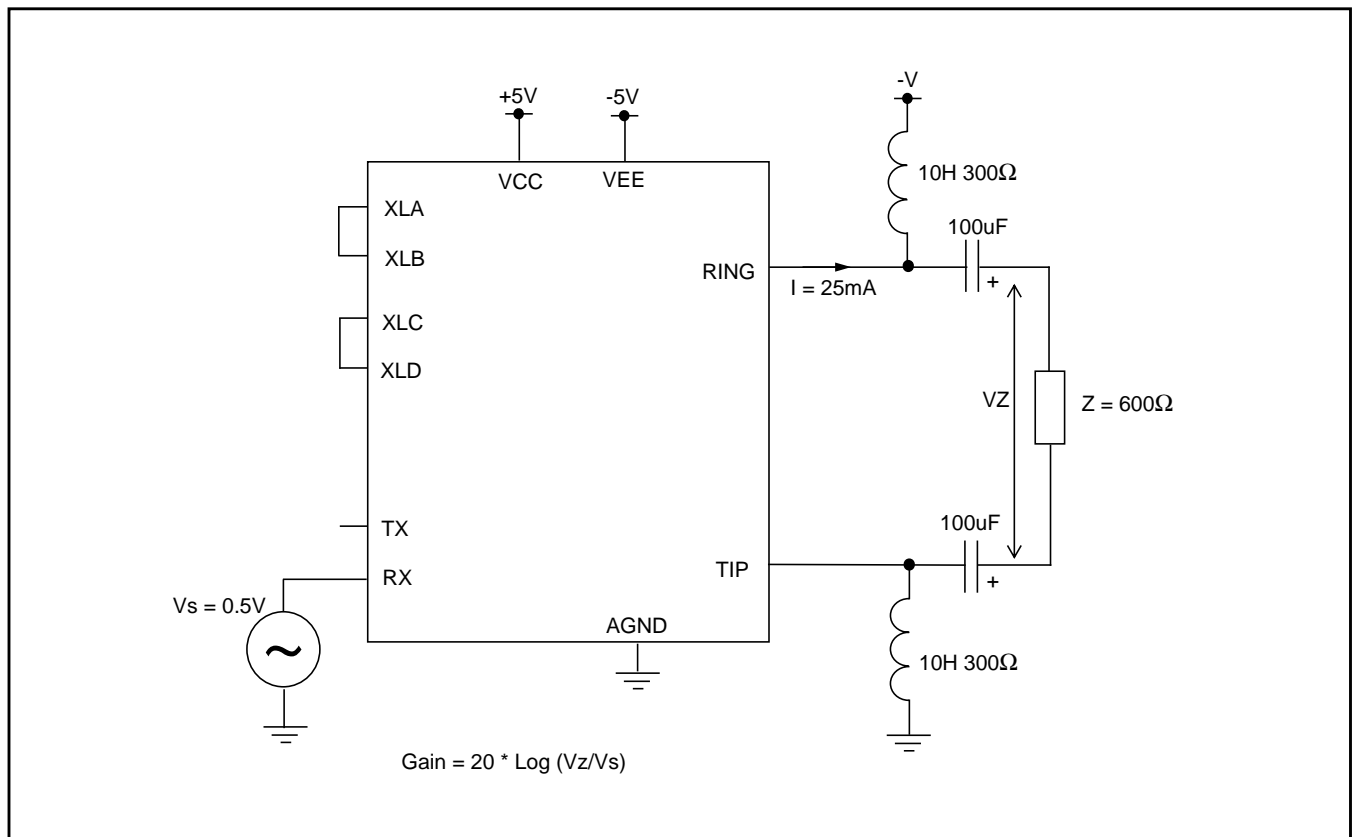 -V
+5V
-5V
10H 300Ω
VCC
VEE
XLA
100uF
XLB
RING
+
I = 25mA
XLC
XLD
VZ
Z = 600Ω
100uF
TX
TIP
RX
+
Vs = 0.5V
AGND
~
10H 300Ω
Gain = 20 * Log (Vz/Vs)